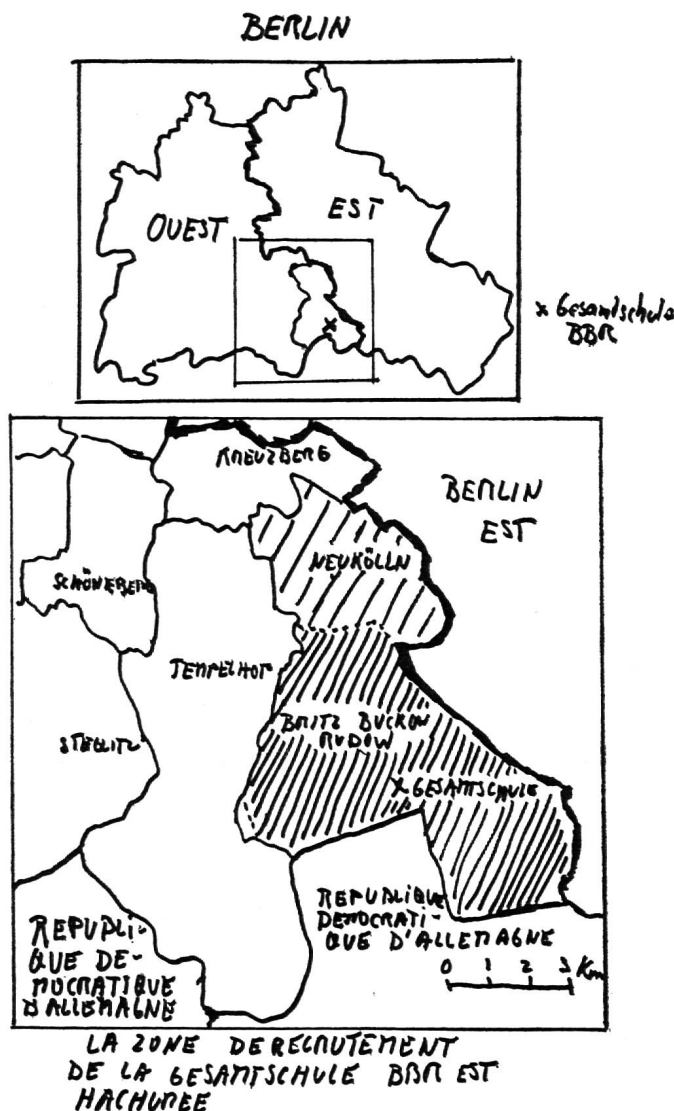 BERLIN
OUEST
EST
x Gesamtschule
BBR
KREUZBERG
BERLIN
EST
NEUKÖLLN
SCHÖNEBERG
TEMPELHOF
BRITZ BUCKOW
RUDOW
STEGLITZ
x GESAMTSCHULE
REPUBLIQUE
DEMOCRATI-
QUE D'ALLEMAGNE
REPUBLI-
QUE DE-
MOCRATIQUE
D'ALLEMAGNE
0 1 2 3 Km
LA ZONE DE RECRUTEMENT
DE LA GESAMTSCHULE BBR EST
HACHUREE